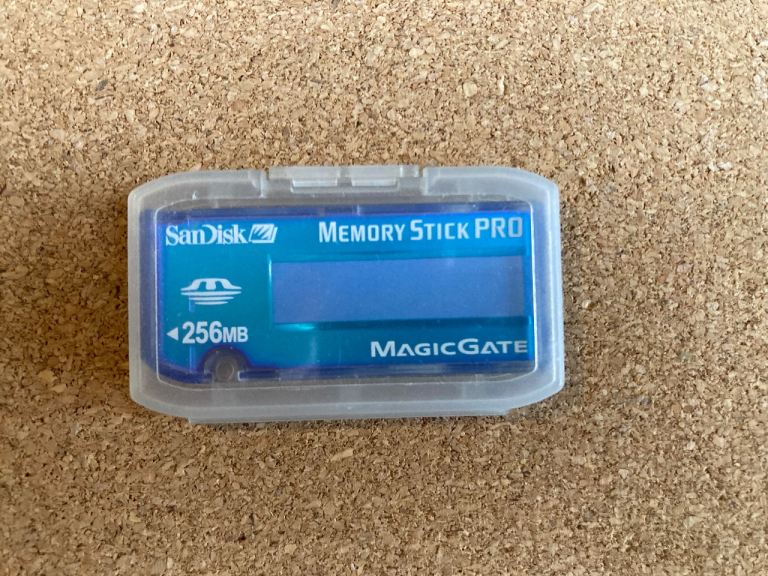 SanDisk
MEMORY STICK PRO
256MB
MAGICGATE